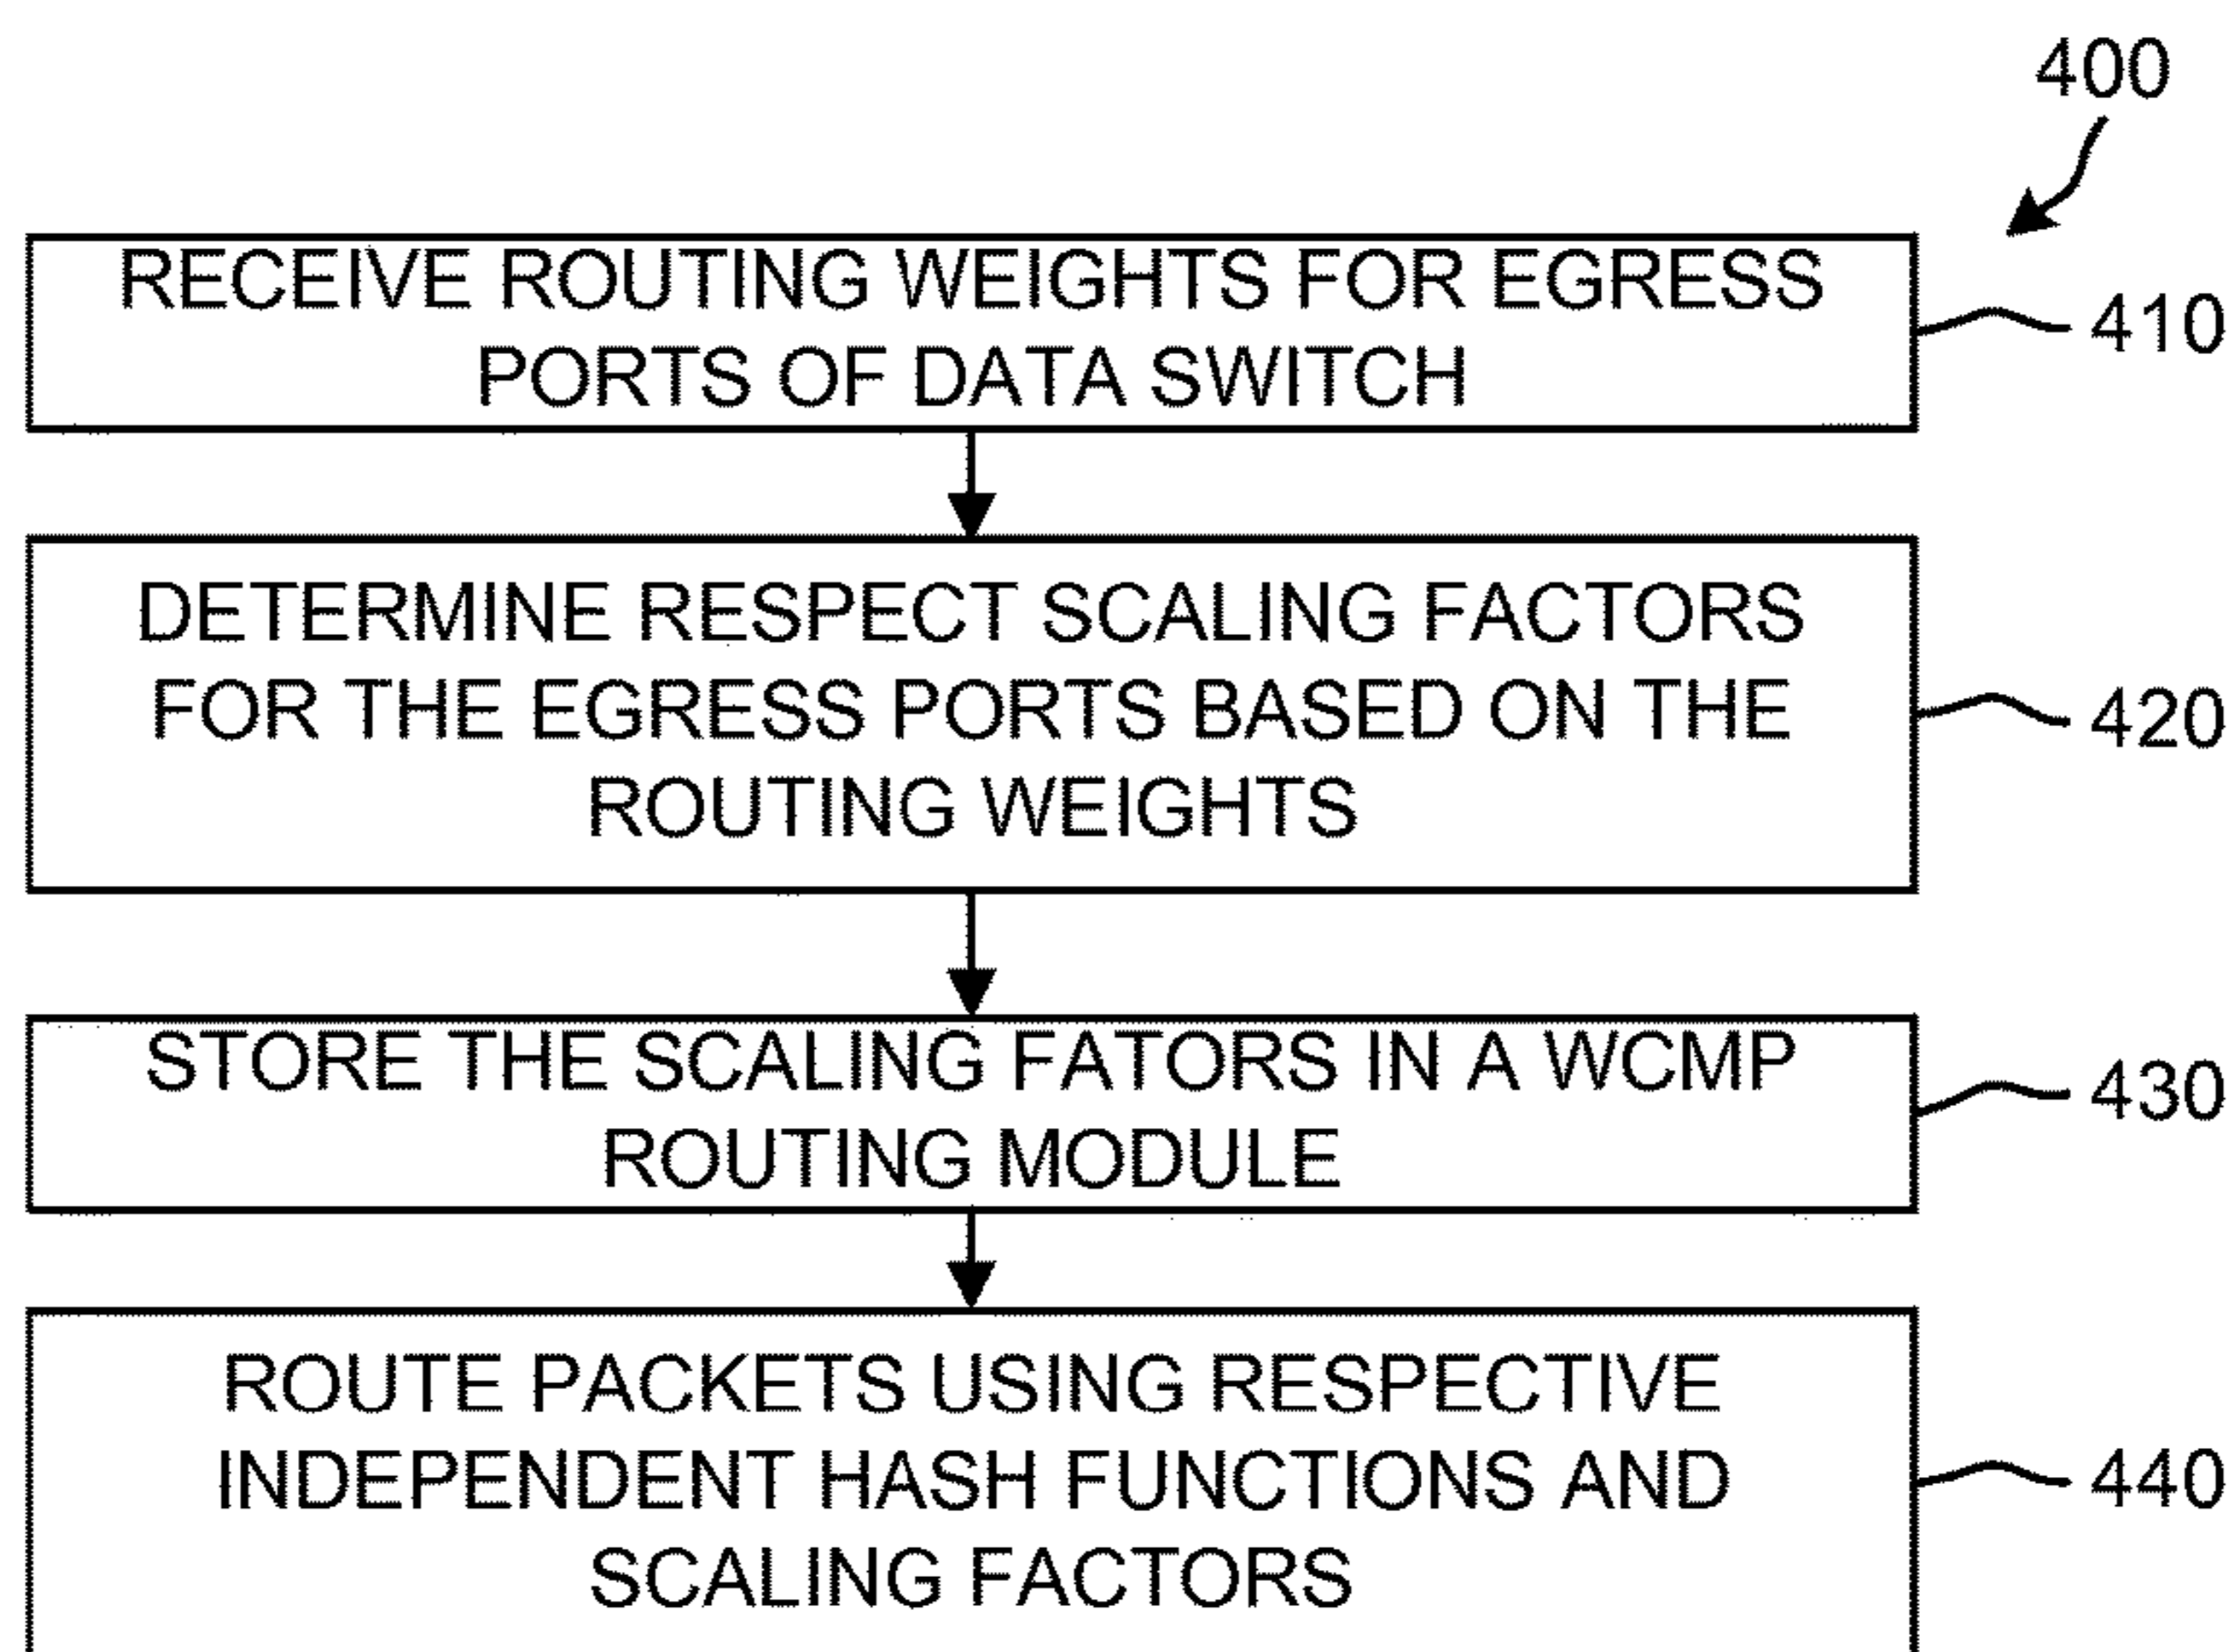 400
RECEIVE ROUTING WEIGHTS FOR EGRESS
PORTS OF DATA SWITCH
410
DETERMINE RESPECT SCALING FACTORS
FOR THE EGRESS PORTS BASED ON THE
ROUTING WEIGHTS
420
STORE THE SCALING FATORS IN A WCMP
ROUTING MODULE
430
ROUTE PACKETS USING RESPECTIVE
INDEPENDENT HASH FUNCTIONS AND
SCALING FACTORS
440